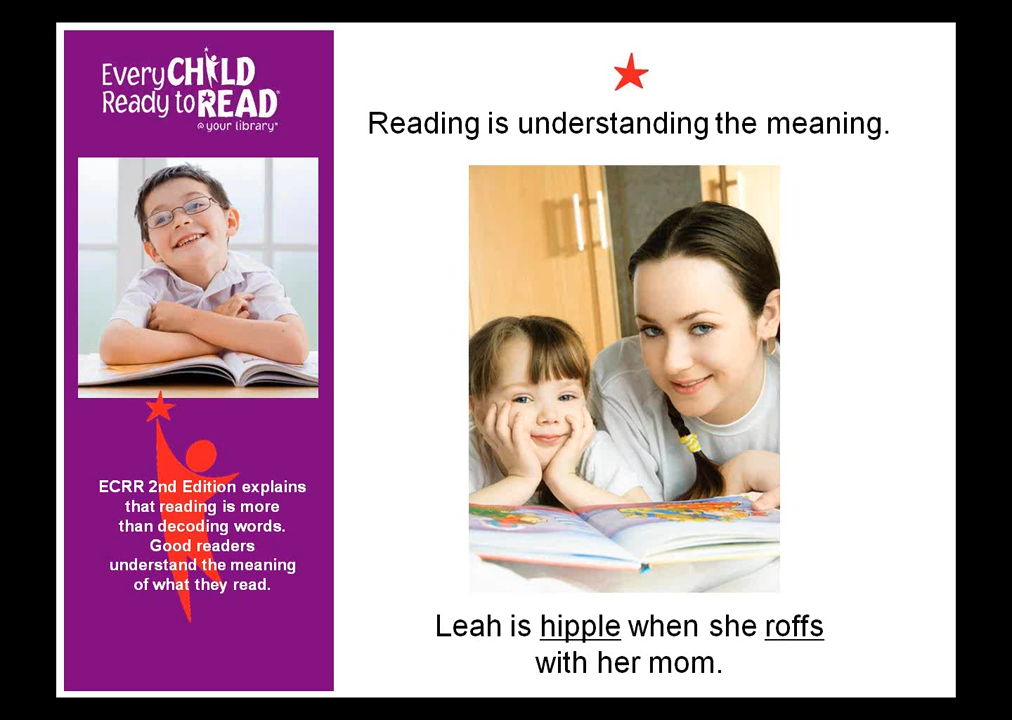 Every CHILD
Ready to READ®
@ your library®
ECRR 2nd Edition explains
that reading is more
than decoding words.
Good readers
understand the meaning
of what they read.
Reading is understanding the meaning.
Leah is hipple when she roffs
with her mom.